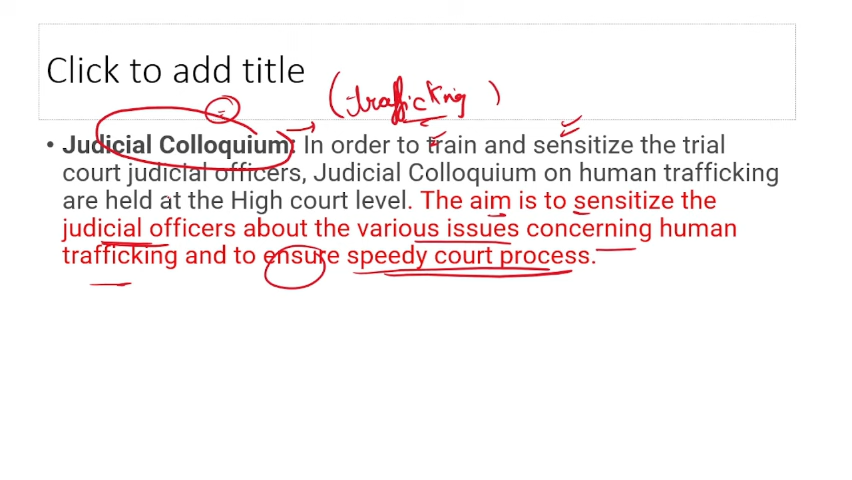 Click to add title
(trafficking)
• Judicial Colloquium: In order to train and sensitize the trial
court judicial officers, Judicial Colloquium on human trafficking
are held at the High court level. The aim is to sensitize the
judicial officers about the various issues concerning human
trafficking and to ensure speedy court process.